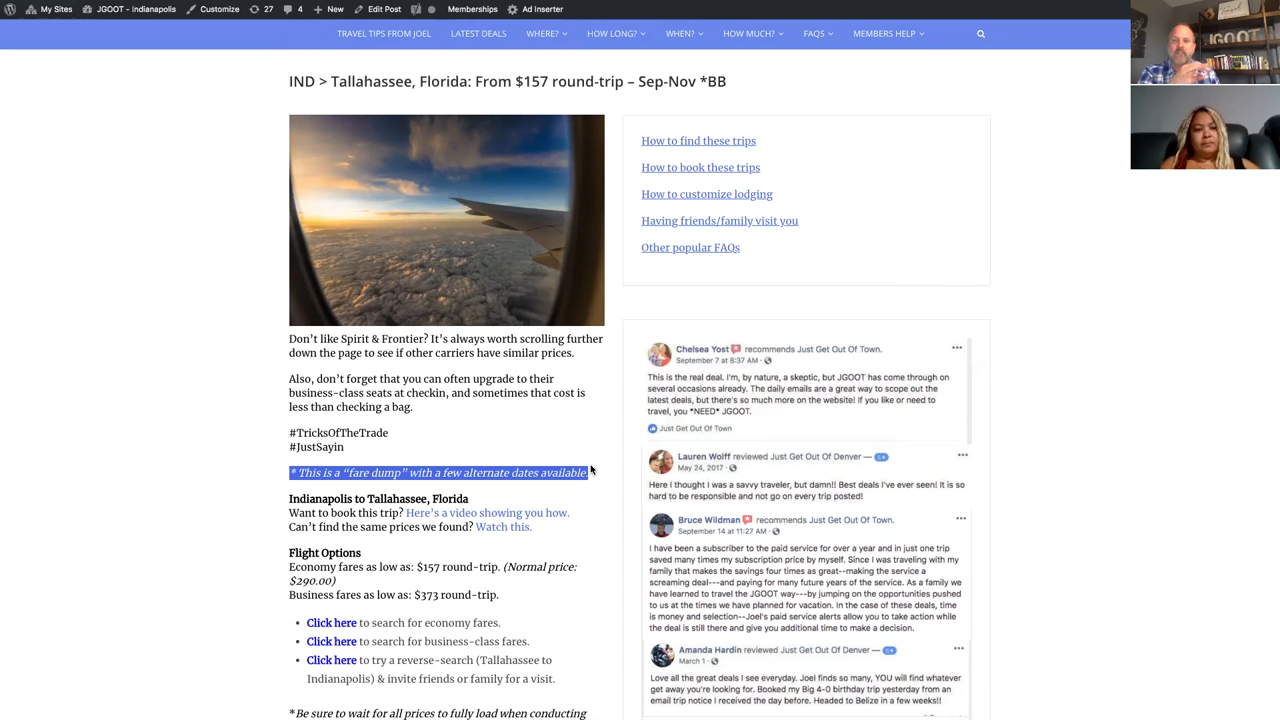 My Sites
JGOOT - Indianapolis
Customize
27
4
New
Edit Post
Memberships
Ad Inserter
TRAVEL TIPS FROM JOEL
LATEST DEALS
WHERE?
HOW LONG?
WHEN?
HOW MUCH?
FAQS
MEMBERS HELP
JGOOT
IND > Tallahassee, Florida: From $157 round-trip – Sep-Nov *BB
Don’t like Spirit & Frontier? It’s always worth scrolling further
down the page to see if other carriers have similar prices.
Also, don’t forget that you can often upgrade to their
business-class seats at checkin, and sometimes that cost is
less than checking a bag.
#TricksOfTheTrade
#JustSayin
* This is a “fare dump” with a few alternate dates available.
Indianapolis to Tallahassee, Florida
Want to book this trip? Here’s a video showing you how.
Can’t find the same prices we found? Watch this.
Flight Options
Economy fares as low as: $157 round-trip. (Normal price:
$290.00)
Business fares as low as: $373 round-trip.
• Click here to search for economy fares.
• Click here to search for business-class fares.
• Click here to try a reverse-search (Tallahassee to
Indianapolis) & invite friends or family for a visit.
*Be sure to wait for all prices to fully load when conducting
How to find these trips
How to book these trips
How to customize lodging
Having friends/family visit you
Other popular FAQs
Chelsea Yost recommends Just Get Out Of Town.
September 7 at 8:37 AM ·
This is the real deal. I'm, by nature, a skeptic, but JGOOT has come through on
several occasions already. The daily emails are a great way to scope out the
latest deals, but there's so much more on the website! If you like or need to
travel, you *NEED* JGOOT.
Just Get Out Of Town
Lauren Wolff reviewed Just Get Out Of Denver —
May 24, 2017 ·
Here I thought I was a savvy traveler, but damn!! Best deals I've ever seen! It is so
hard to be responsible and not go on every trip posted!
Bruce Wildman recommends Just Get Out Of Town.
September 14 at 11:27 AM ·
I have been a subscriber to the paid service for over a year and in just one trip
saved many times my subscription price by myself. Since I was traveling with my
family that makes the savings four times as great---making the service a
screaming deal---and paying for many future years of the service. As a family we
have learned to travel the JGOOT way---by jumping on the opportunities pushed
to us at the times we have planned for vacation. In the case of these deals, time
is money and selection--Joel's paid service alerts allow you to take action while
the deal is still there and give you additional time to make a decision.
Amanda Hardin reviewed Just Get Out Of Denver —
March 1 ·
Love all the great deals I see everyday. Joel finds so many, YOU will find whatever
get away you're looking for. Booked my Big 4-0 birthday trip yesterday from an
email trip notice I received the day before. Headed to Belize in a few weeks!!